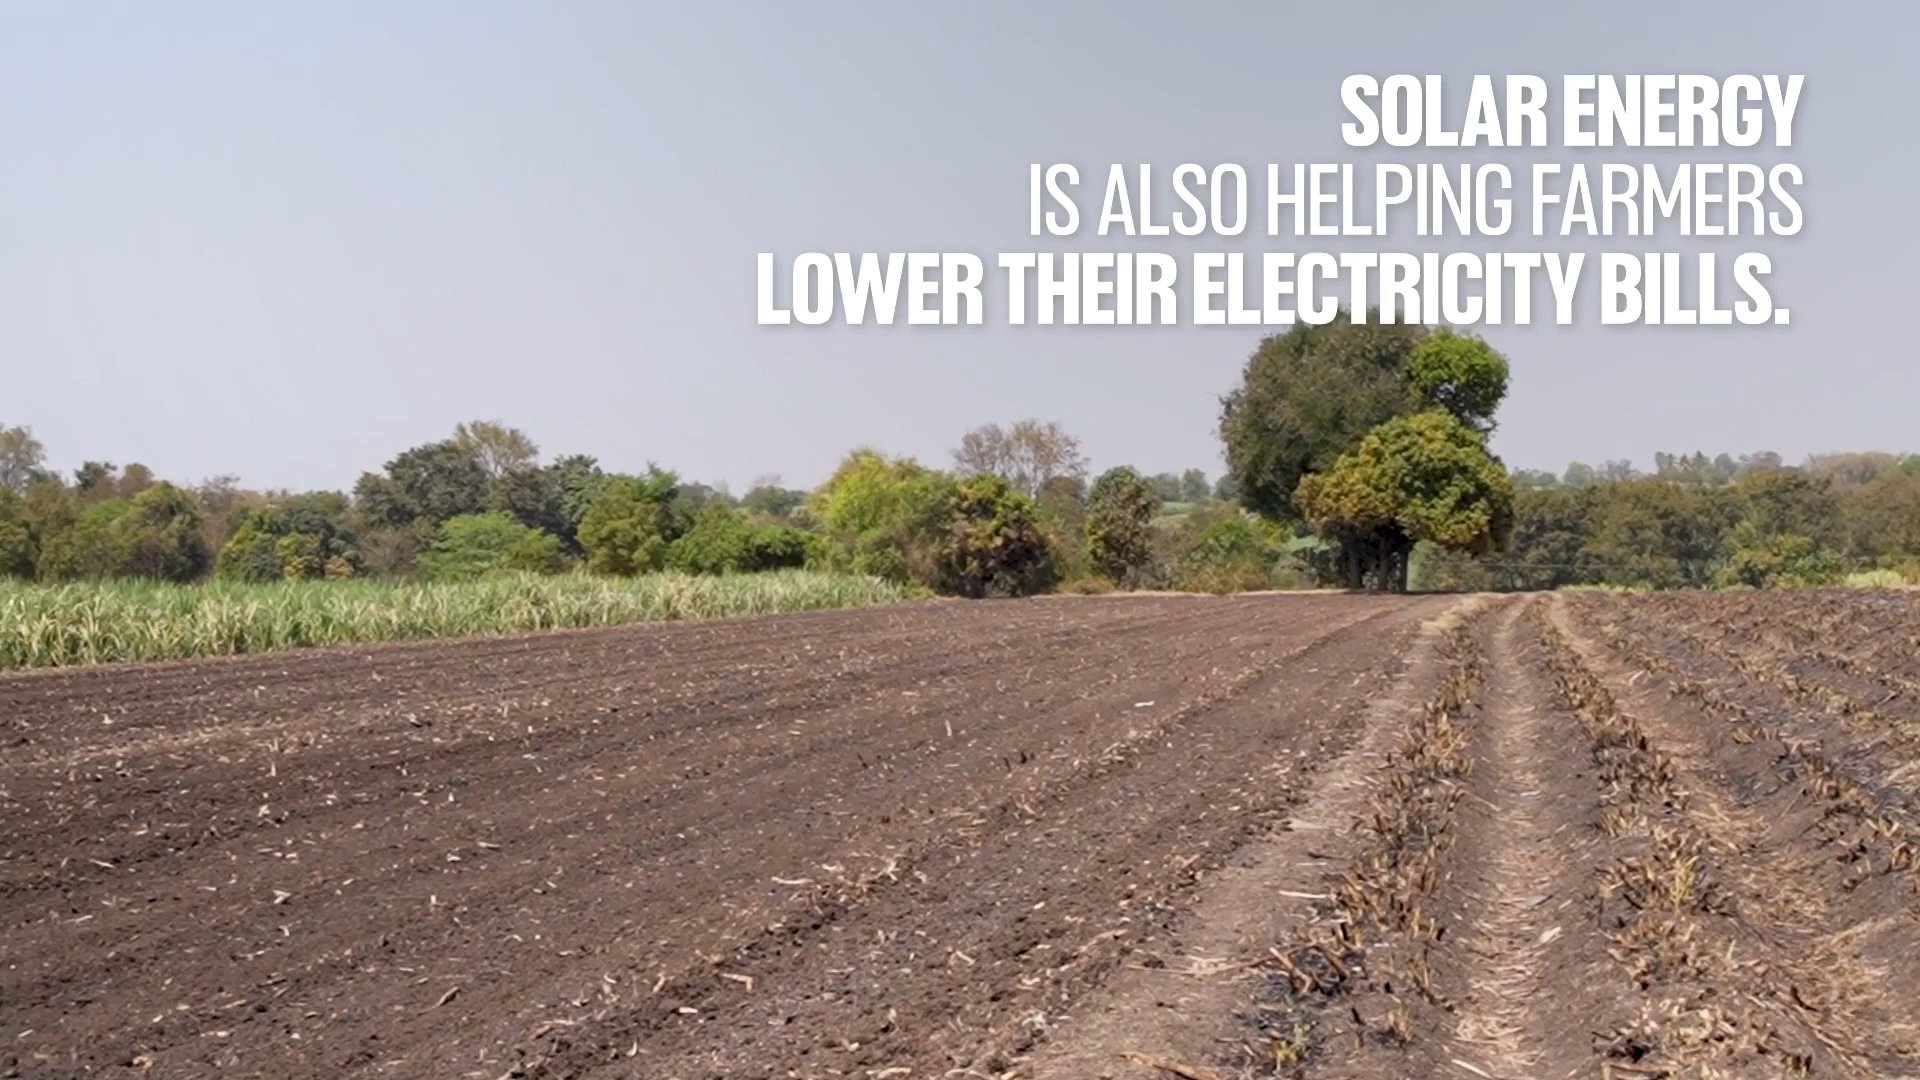 SOLAR ENERGY
IS ALSO HELPING FARMERS
LOWER THEIR ELECTRICITY BILLS.